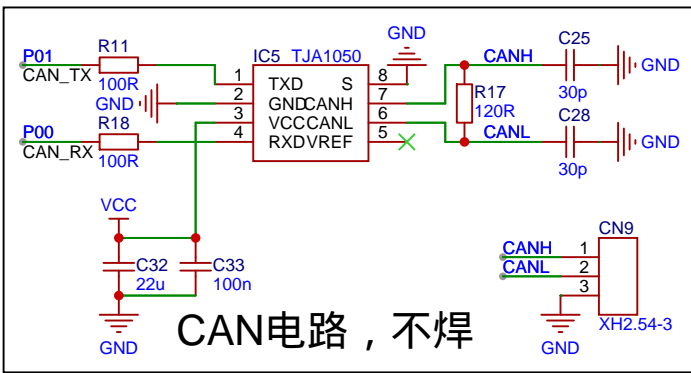 GND
P01
CAN_TX
R11
100R
IC5 TJA1050
1 TXD S 8
2 GND CANH 7
3 VCC CANL 6
4 RXD VREF 5
GND
P00
CAN_RX
R18
100R
CANH
C25
30p
GND
R17
120R
CANL
C28
30p
GND
VCC
C32
22u
C33
100n
GND
CAN电路，不焊
CN9
CANH 1
CANL 2
3
XH2.54-3
GND